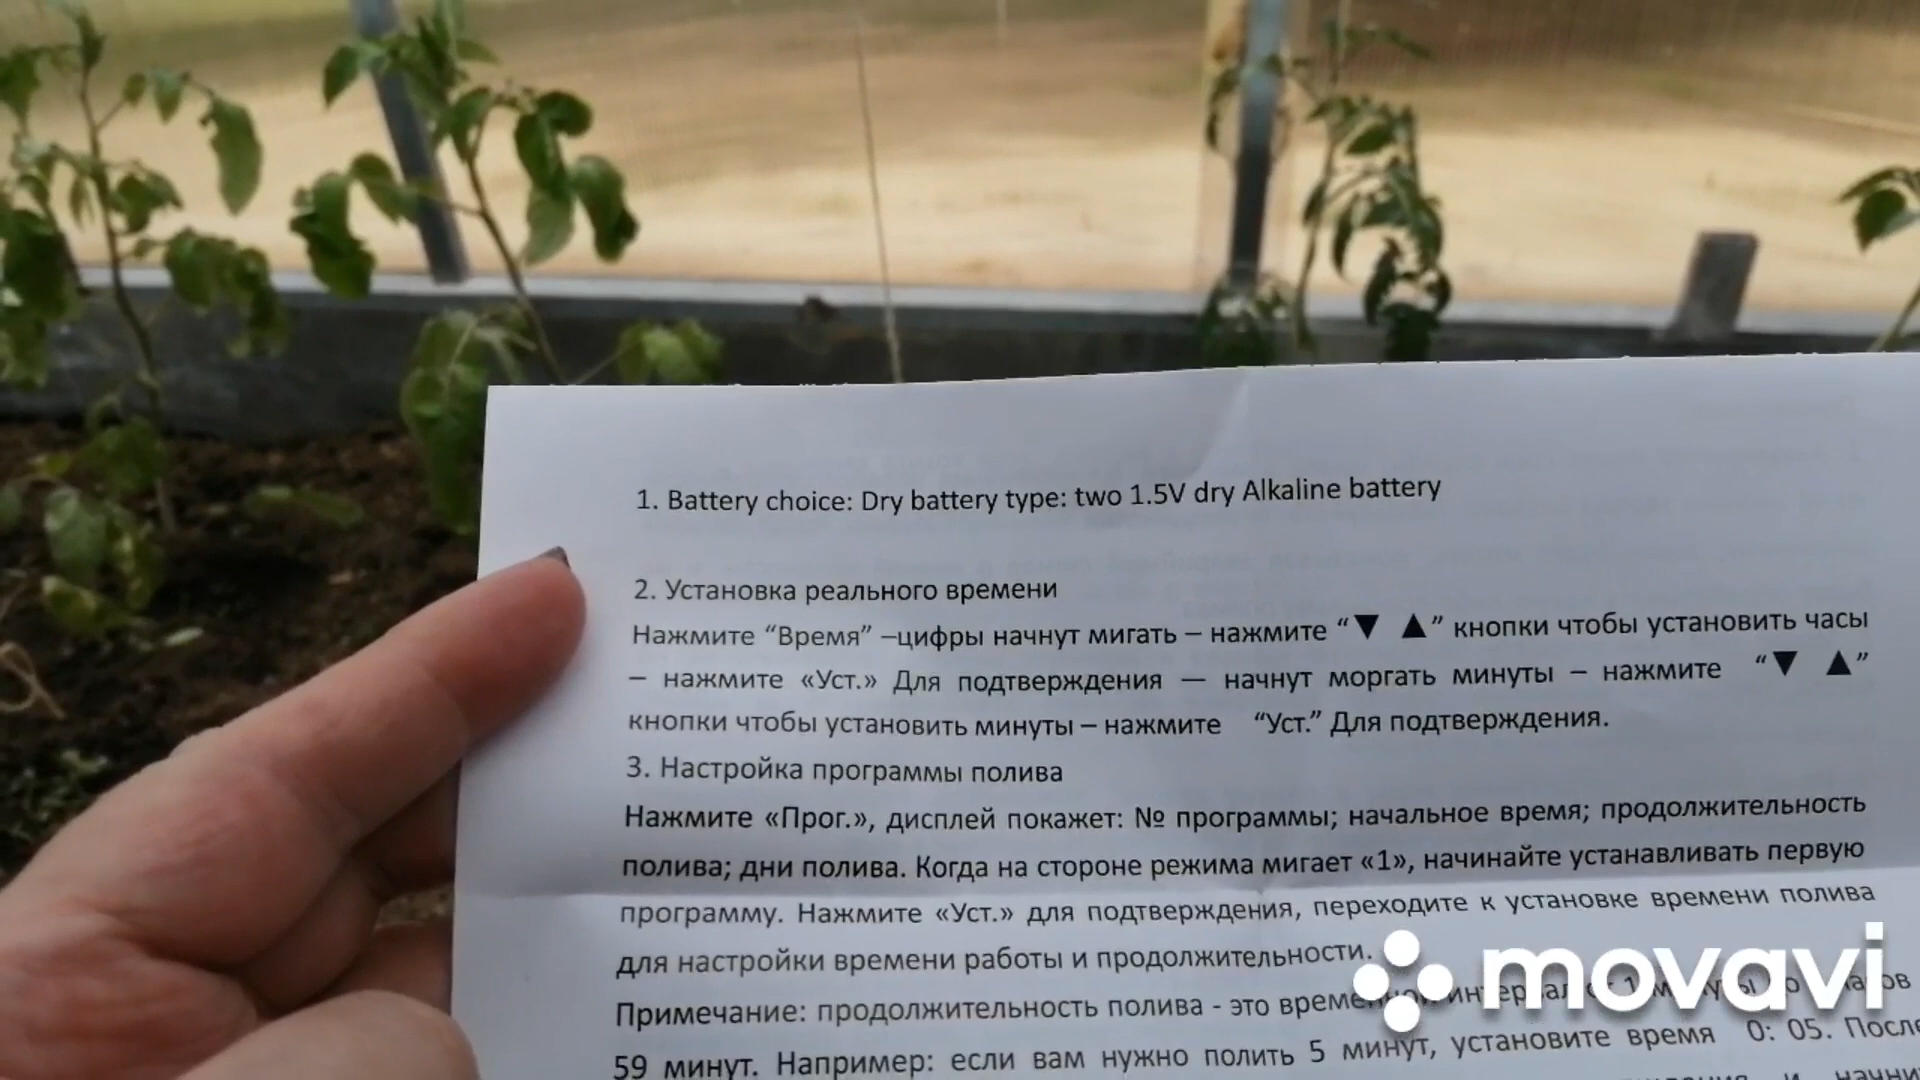 1. Battery choice: Dry battery type: two 1.5V dry Alkaline battery
2. Установка реального времени
Нажмите “Время” –цифры начнут мигать – нажмите “▼ ▲” кнопки чтобы установить часы
– нажмите «Уст.» Для подтверждения — начнут моргать минуты – нажмите “▼ ▲”
кнопки чтобы установить минуты – нажмите “Уст.” Для подтверждения.
3. Настройка программы полива
Нажмите «Прог.», дисплей покажет: № программы; начальное время; продолжительность
полива; дни полива. Когда на стороне режима мигает «1», начинайте устанавливать первую
программу. Нажмите «Уст.» для подтверждения, переходите к установке времени полива
для настройки времени работы и продолжительности.
Примечание: продолжительность полива - это временной интервал
59 минут. Например: если вам нужно полить 5 минут, установите время 0: 05. После
movavi